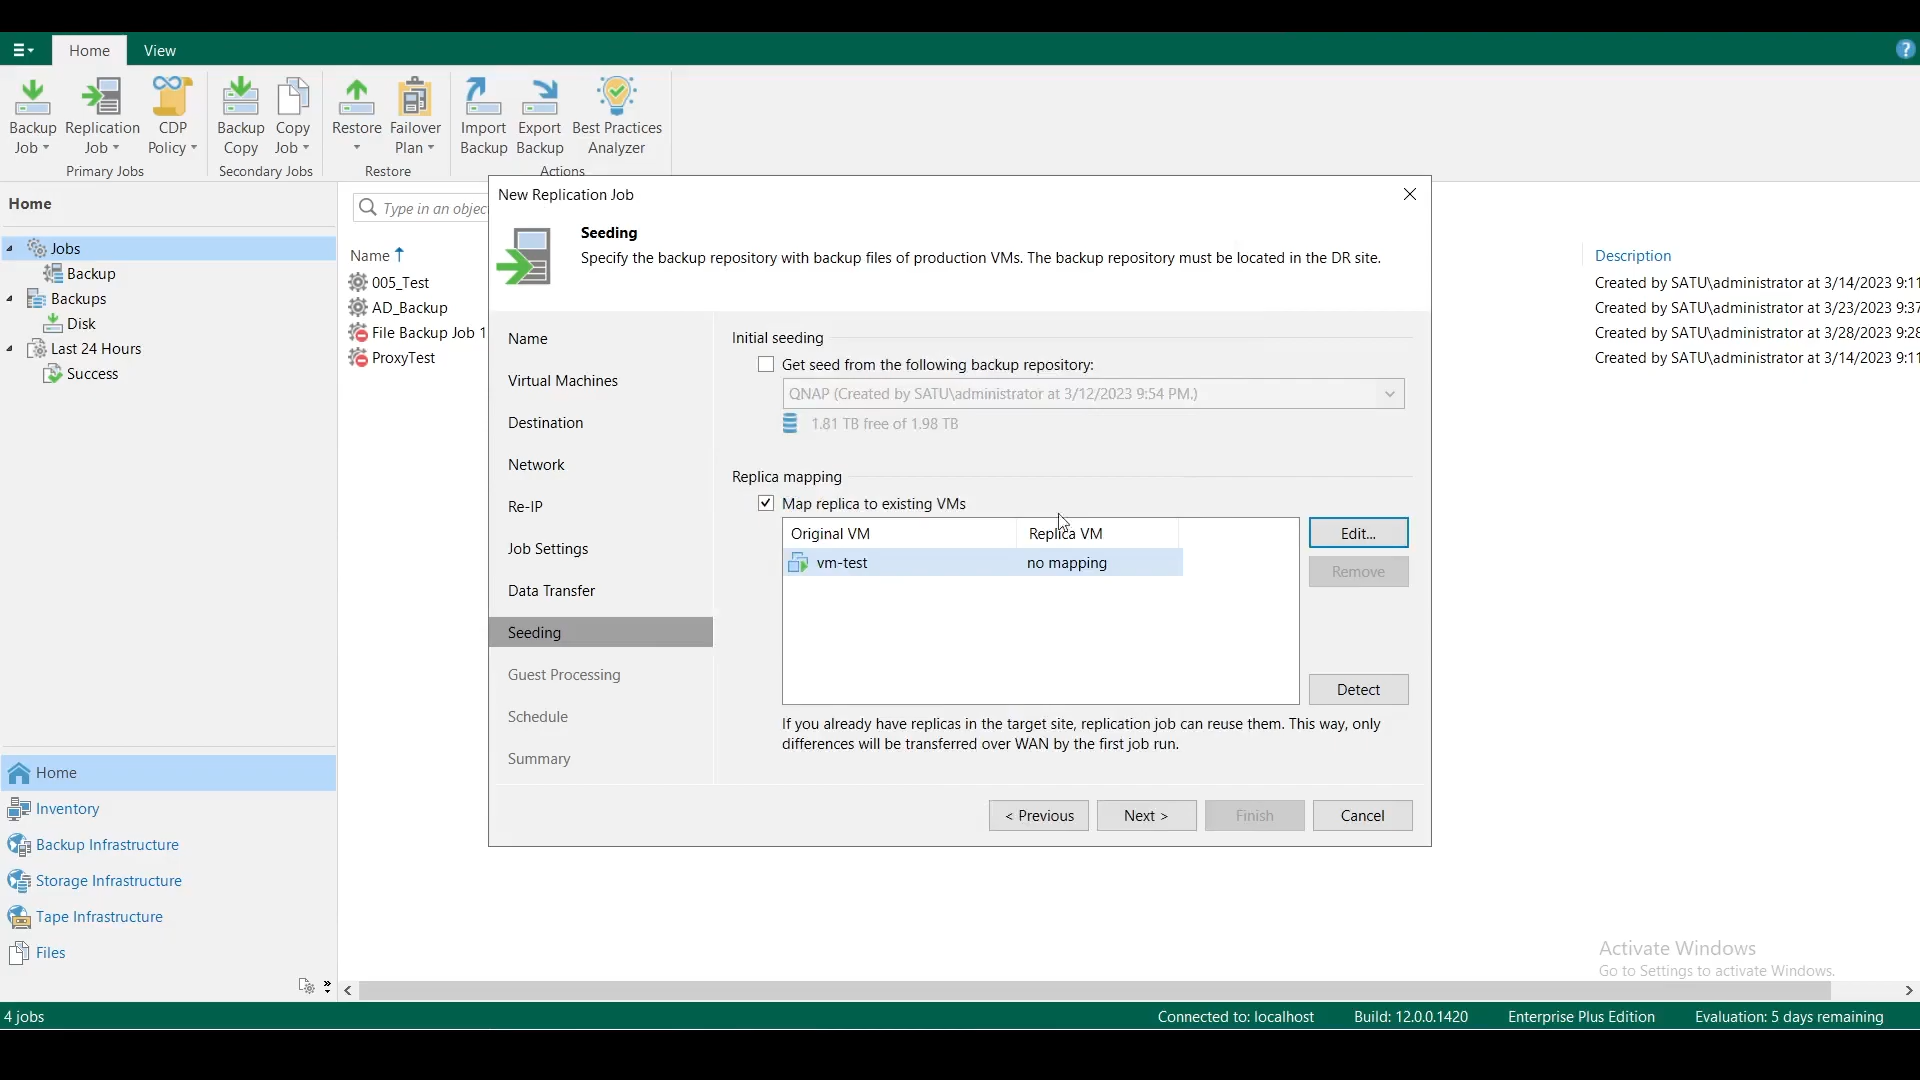 Home
View
?
Backup
Job
Replication
Job
CDP
Policy
Backup
Copy
Copy
Job
Restore
Failover
Plan
Import
Backup
Export
Backup
Best Practices
Analyzer
Primary Jobs
Secondary Jobs
Restore
Actions
Home
Jobs
Backup
Backups
Disk
Last 24 Hours
Success
Home
Inventory
Backup Infrastructure
Storage Infrastructure
Tape Infrastructure
Files
Type in an objec
Name
005_Test
AD_Backup
File Backup Job 1
ProxyTest
Description
Created by SATU\administrator at 3/14/2023 9:11
Created by SATU\administrator at 3/23/2023 9:37
Created by SATU\administrator at 3/28/2023 9:28
Created by SATU\administrator at 3/14/2023 9:11
New Replication Job
Seeding
Specify the backup repository with backup files of production VMs. The backup repository must be located in the DR site.
Name
Virtual Machines
Destination
Network
Re-IP
Job Settings
Data Transfer
Seeding
Guest Processing
Schedule
Summary
Initial seeding
Get seed from the following backup repository:
QNAP (Created by SATU\administrator at 3/12/2023 9:54 PM.)
1.81 TB free of 1.98 TB
Replica mapping
Map replica to existing VMs
Original VM Replica VM
vm-test no mapping
Edit...
Remove
Detect
If you already have replicas in the target site, replication job can reuse them. This way, only
differences will be transferred over WAN by the first job run.
< Previous
Next >
Finish
Cancel
Activate Windows
Go to Settings to activate Windows.
4 jobs
Connected to: localhost
Build: 12.0.0.1420
Enterprise Plus Edition
Evaluation: 5 days remaining